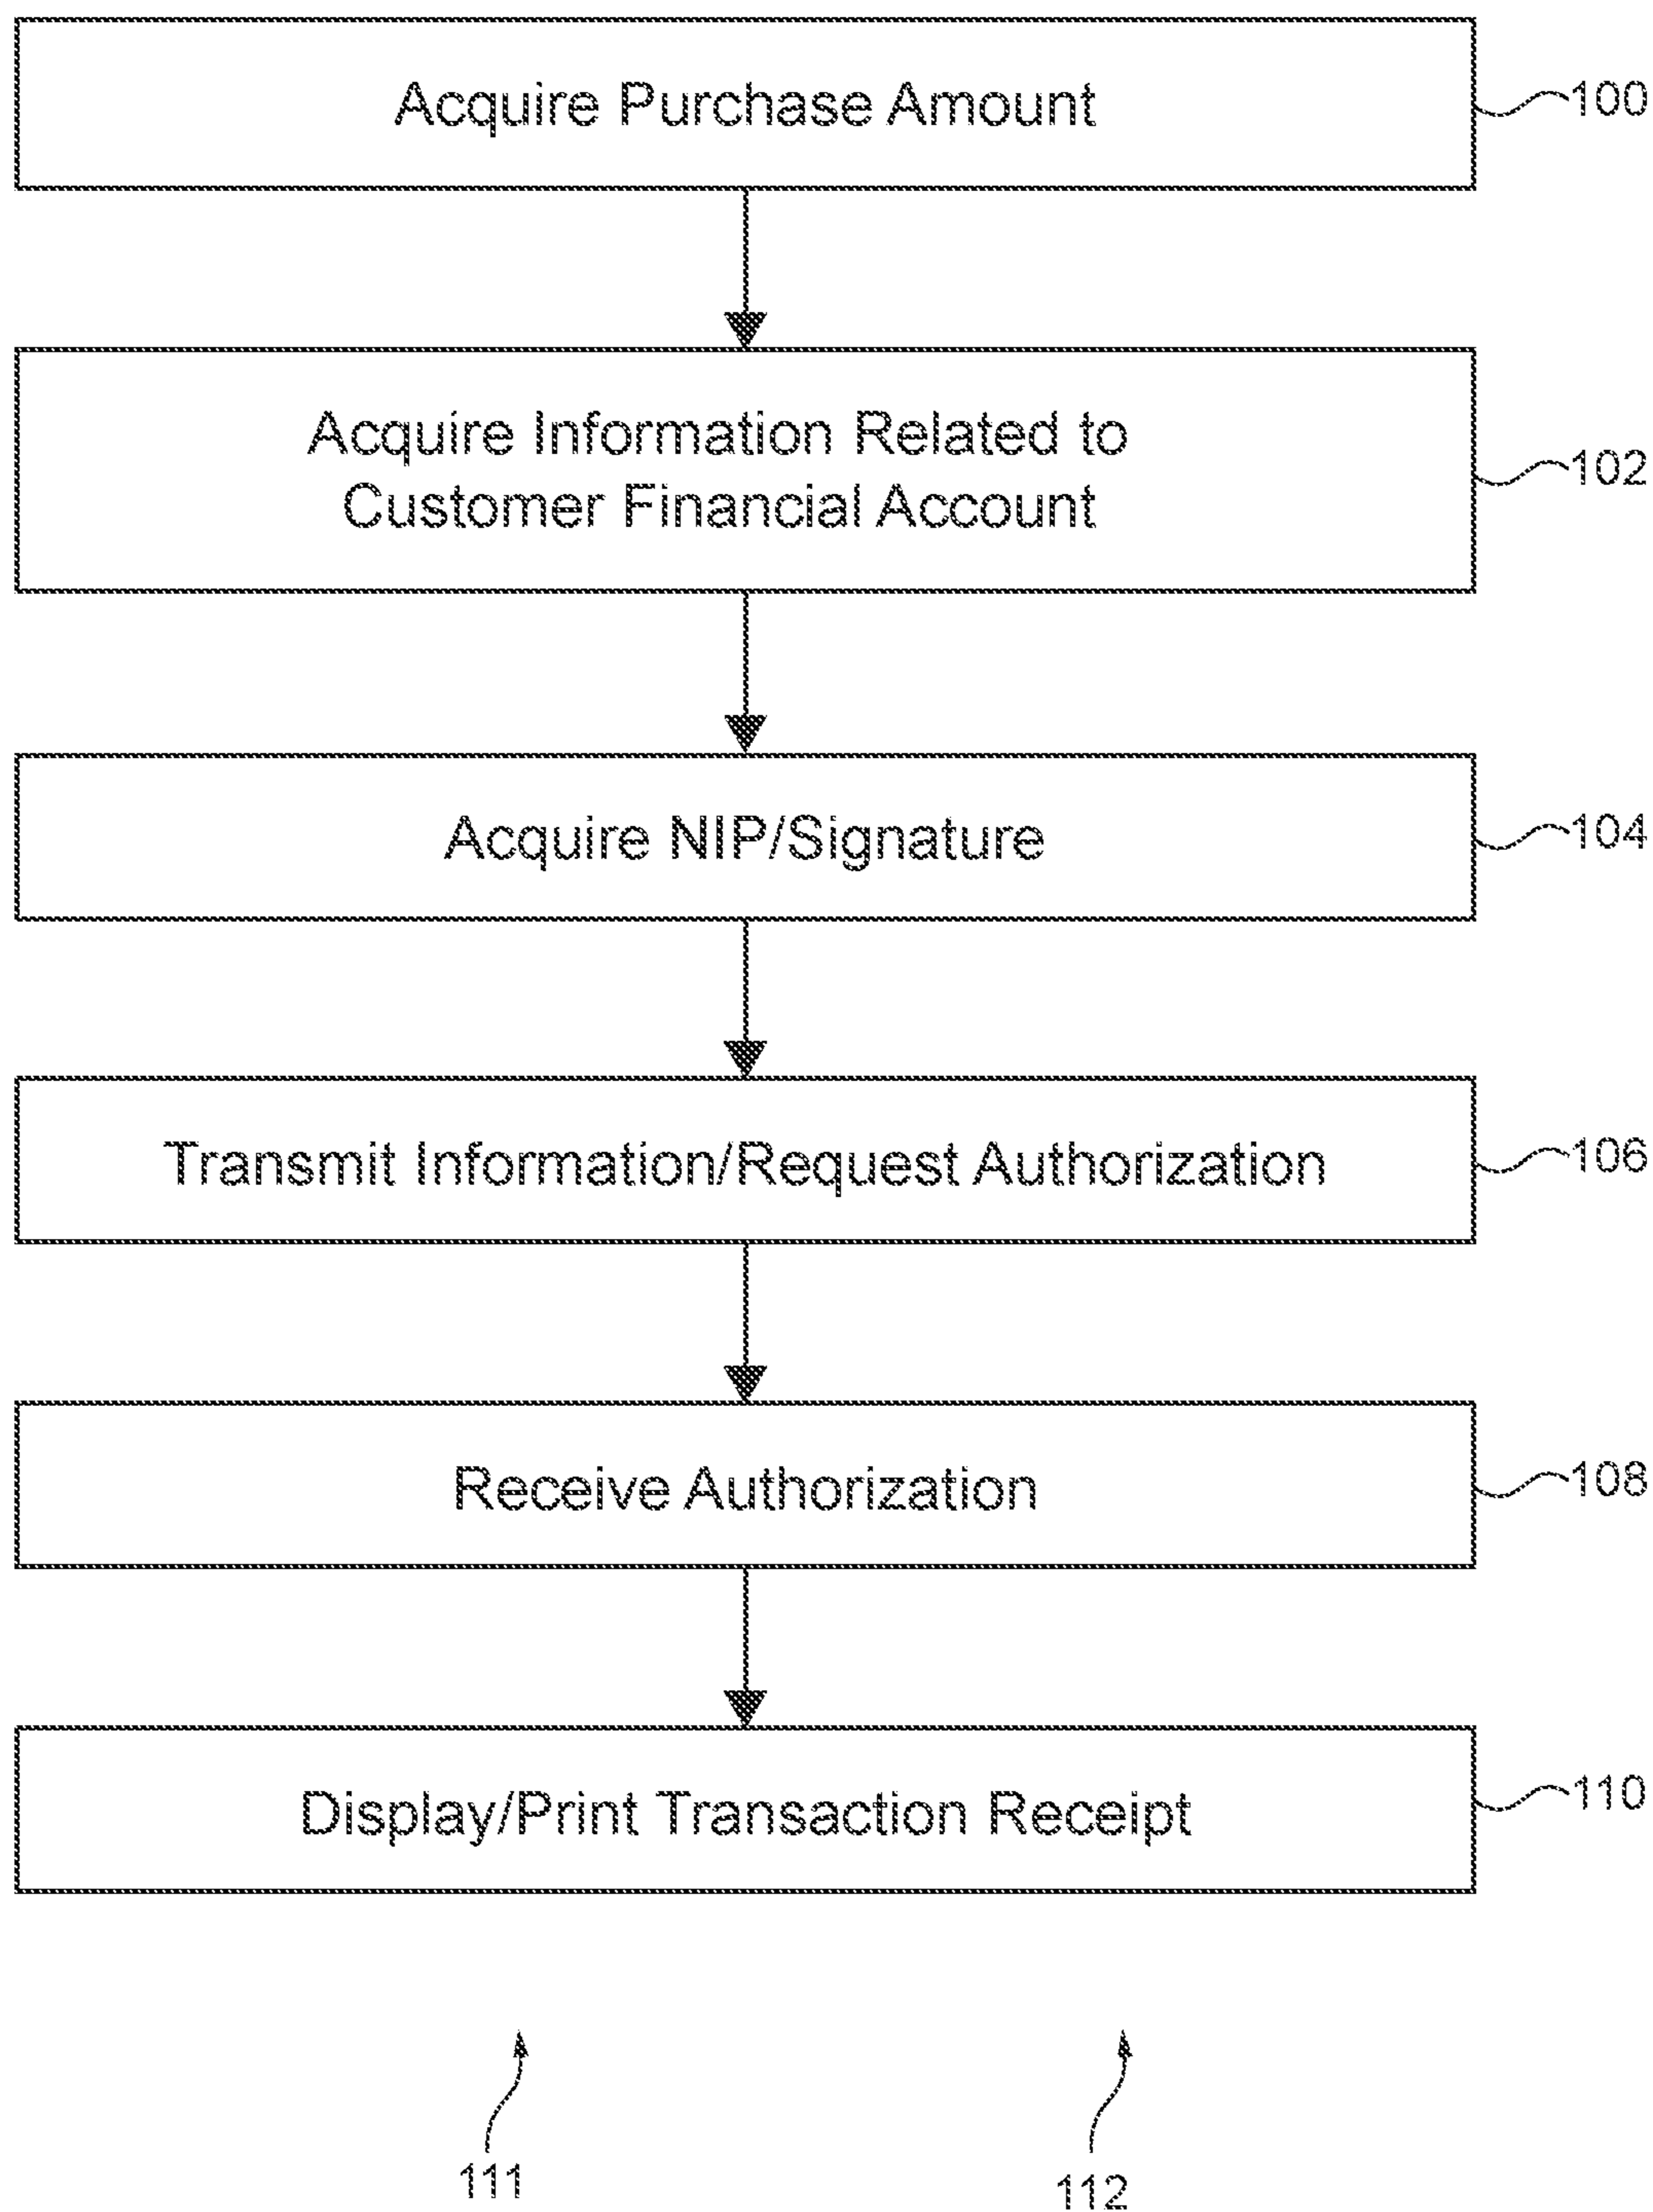 Acquire Purchase Amount
100
Acquire Information Related to
Customer Financial Account
102
Acquire NIP/Signature
104
Transmit Information/Request Authorization
106
Receive Authorization
108
Display/Print Transaction Receipt
110
111
112